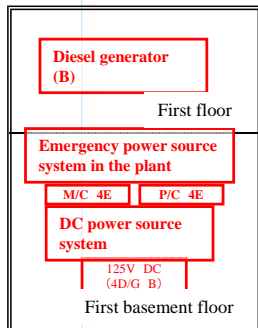 Diesel generator
(B)
First floor
Emergency power source
system in the plant
M/C 4E P/C 4E
DC power source
system
125V DC
(4D/G B)
First basement floor